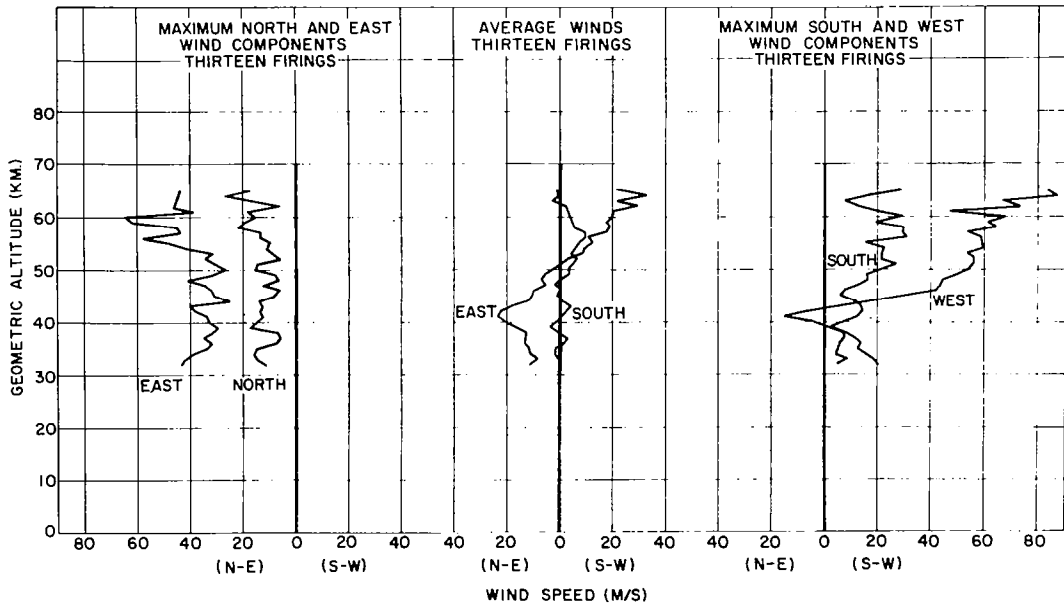 MAXIMUM NORTH AND EAST
WIND COMPONENTS
THIRTEEN FIRINGS
AVERAGE WINDS
THIRTEEN FIRINGS
MAXIMUM SOUTH AND WEST
WIND COMPONENTS
THIRTEEN FIRINGS
GEOMETRIC ALTITUDE (KM.)
80
70
60
50
40
30
20
10
0
EAST
NORTH
EAST
SOUTH
SOUTH
WEST
80 60 40 20 0 20 40 40 20 0 20 40 40 20 0 20 40 60 80
(N-E) (S-W) (N-E) (S-W) (N-E) (S-W)
WIND SPEED (M/S)